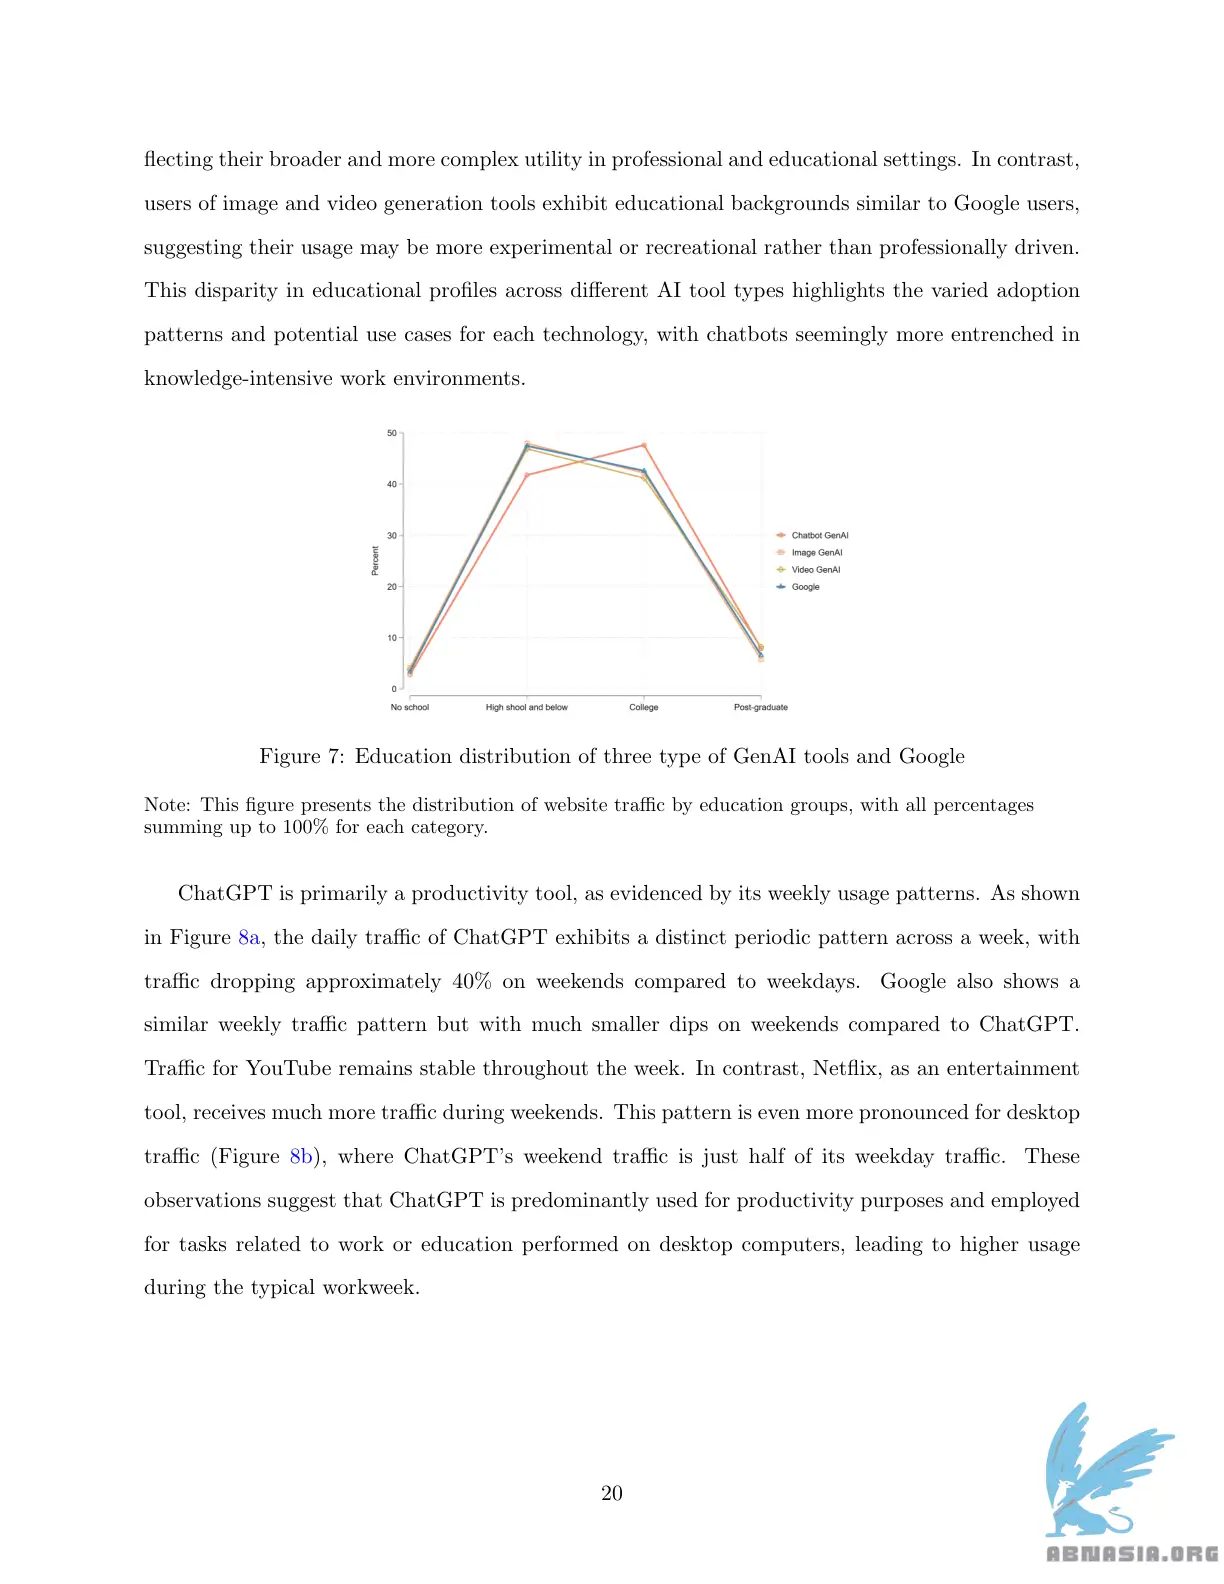 flecting their broader and more complex utility in professional and educational settings. In contrast,
users of image and video generation tools exhibit educational backgrounds similar to Google users,
suggesting their usage may be more experimental or recreational rather than professionally driven.
This disparity in educational profiles across different AI tool types highlights the varied adoption
patterns and potential use cases for each technology, with chatbots seemingly more entrenched in
knowledge-intensive work environments.
50
40
30
20
10
0
Percent
No school
High shool and below
College
Post-graduate
Chatbot GenAI
Image GenAI
Video GenAI
Google
Figure 7: Education distribution of three type of GenAI tools and Google
Note: This figure presents the distribution of website traffic by education groups, with all percentages
summing up to 100% for each category.
ChatGPT is primarily a productivity tool, as evidenced by its weekly usage patterns. As shown
in Figure 8a, the daily traffic of ChatGPT exhibits a distinct periodic pattern across a week, with
traffic dropping approximately 40% on weekends compared to weekdays. Google also shows a
similar weekly traffic pattern but with much smaller dips on weekends compared to ChatGPT.
Traffic for YouTube remains stable throughout the week. In contrast, Netflix, as an entertainment
tool, receives much more traffic during weekends. This pattern is even more pronounced for desktop
traffic (Figure 8b), where ChatGPT's weekend traffic is just half of its weekday traffic. These
observations suggest that ChatGPT is predominantly used for productivity purposes and employed
for tasks related to work or education performed on desktop computers, leading to higher usage
during the typical workweek.
20
ABNASIA.ORG